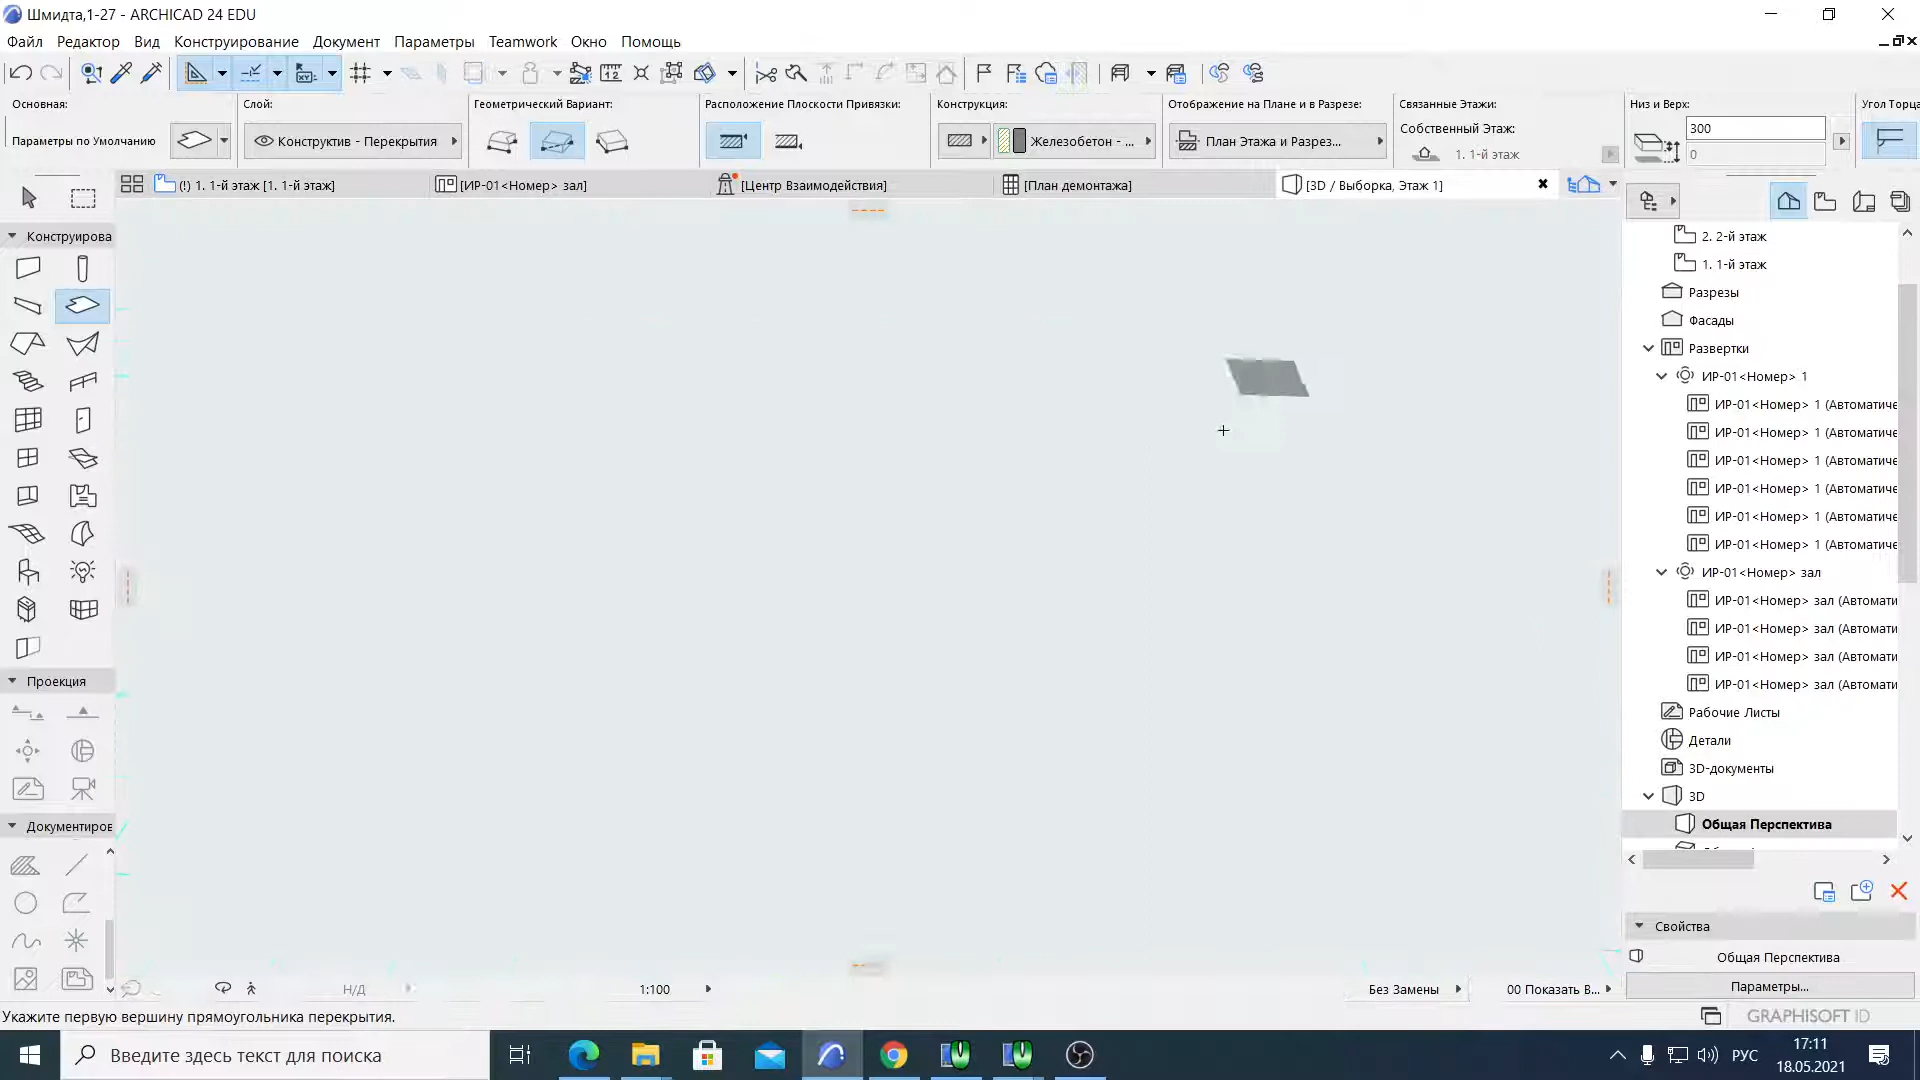 Шмидта,1-27 - ARCHICAD 24 EDU
Файл Редактор Вид Конструирование Документ Параметры Teamwork Окно Помощь
Основная: Слой: Геометрический Вариант: Расположение Плоскости Привязки: Конструкция: Отображение на Плане и в Разрезе: Связанные Этажи: Низ и Верх: Угол Торца
Параметры по Умолчанию Конструктив - Перекрытия Железобетон - ... План Этажа и Разрез... Собственный Этаж: 300
1. 1-й этаж 0
(!) 1. 1-й этаж [1. 1-й этаж] [ИР-01<Номер> зал] [Центр Взаимодействия] [План демонтажа] [3D / Выборка, Этаж 1]
Конструирова
Проекция
Документиров
2. 2-й этаж
1. 1-й этаж
Разрезы
Фасады
Развертки
ИР-01<Номер> 1
ИР-01<Номер> 1 (Автоматиче
ИР-01<Номер> 1 (Автоматиче
ИР-01<Номер> 1 (Автоматиче
ИР-01<Номер> 1 (Автоматиче
ИР-01<Номер> 1 (Автоматиче
ИР-01<Номер> 1 (Автоматиче
ИР-01<Номер> зал
ИР-01<Номер> зал (Автомати
ИР-01<Номер> зал (Автомати
ИР-01<Номер> зал (Автомати
ИР-01<Номер> зал (Автомати
Рабочие Листы
Детали
3D-документы
3D
Общая Перспектива
Свойства
Общая Перспектива
Параметры...
Н/Д 1:100 Без Замены 00 Показать В...
Укажите первую вершину прямоугольника перекрытия.
GRAPHISOFT ID
Введите здесь текст для поиска
РУС
17:11
18.05.2021